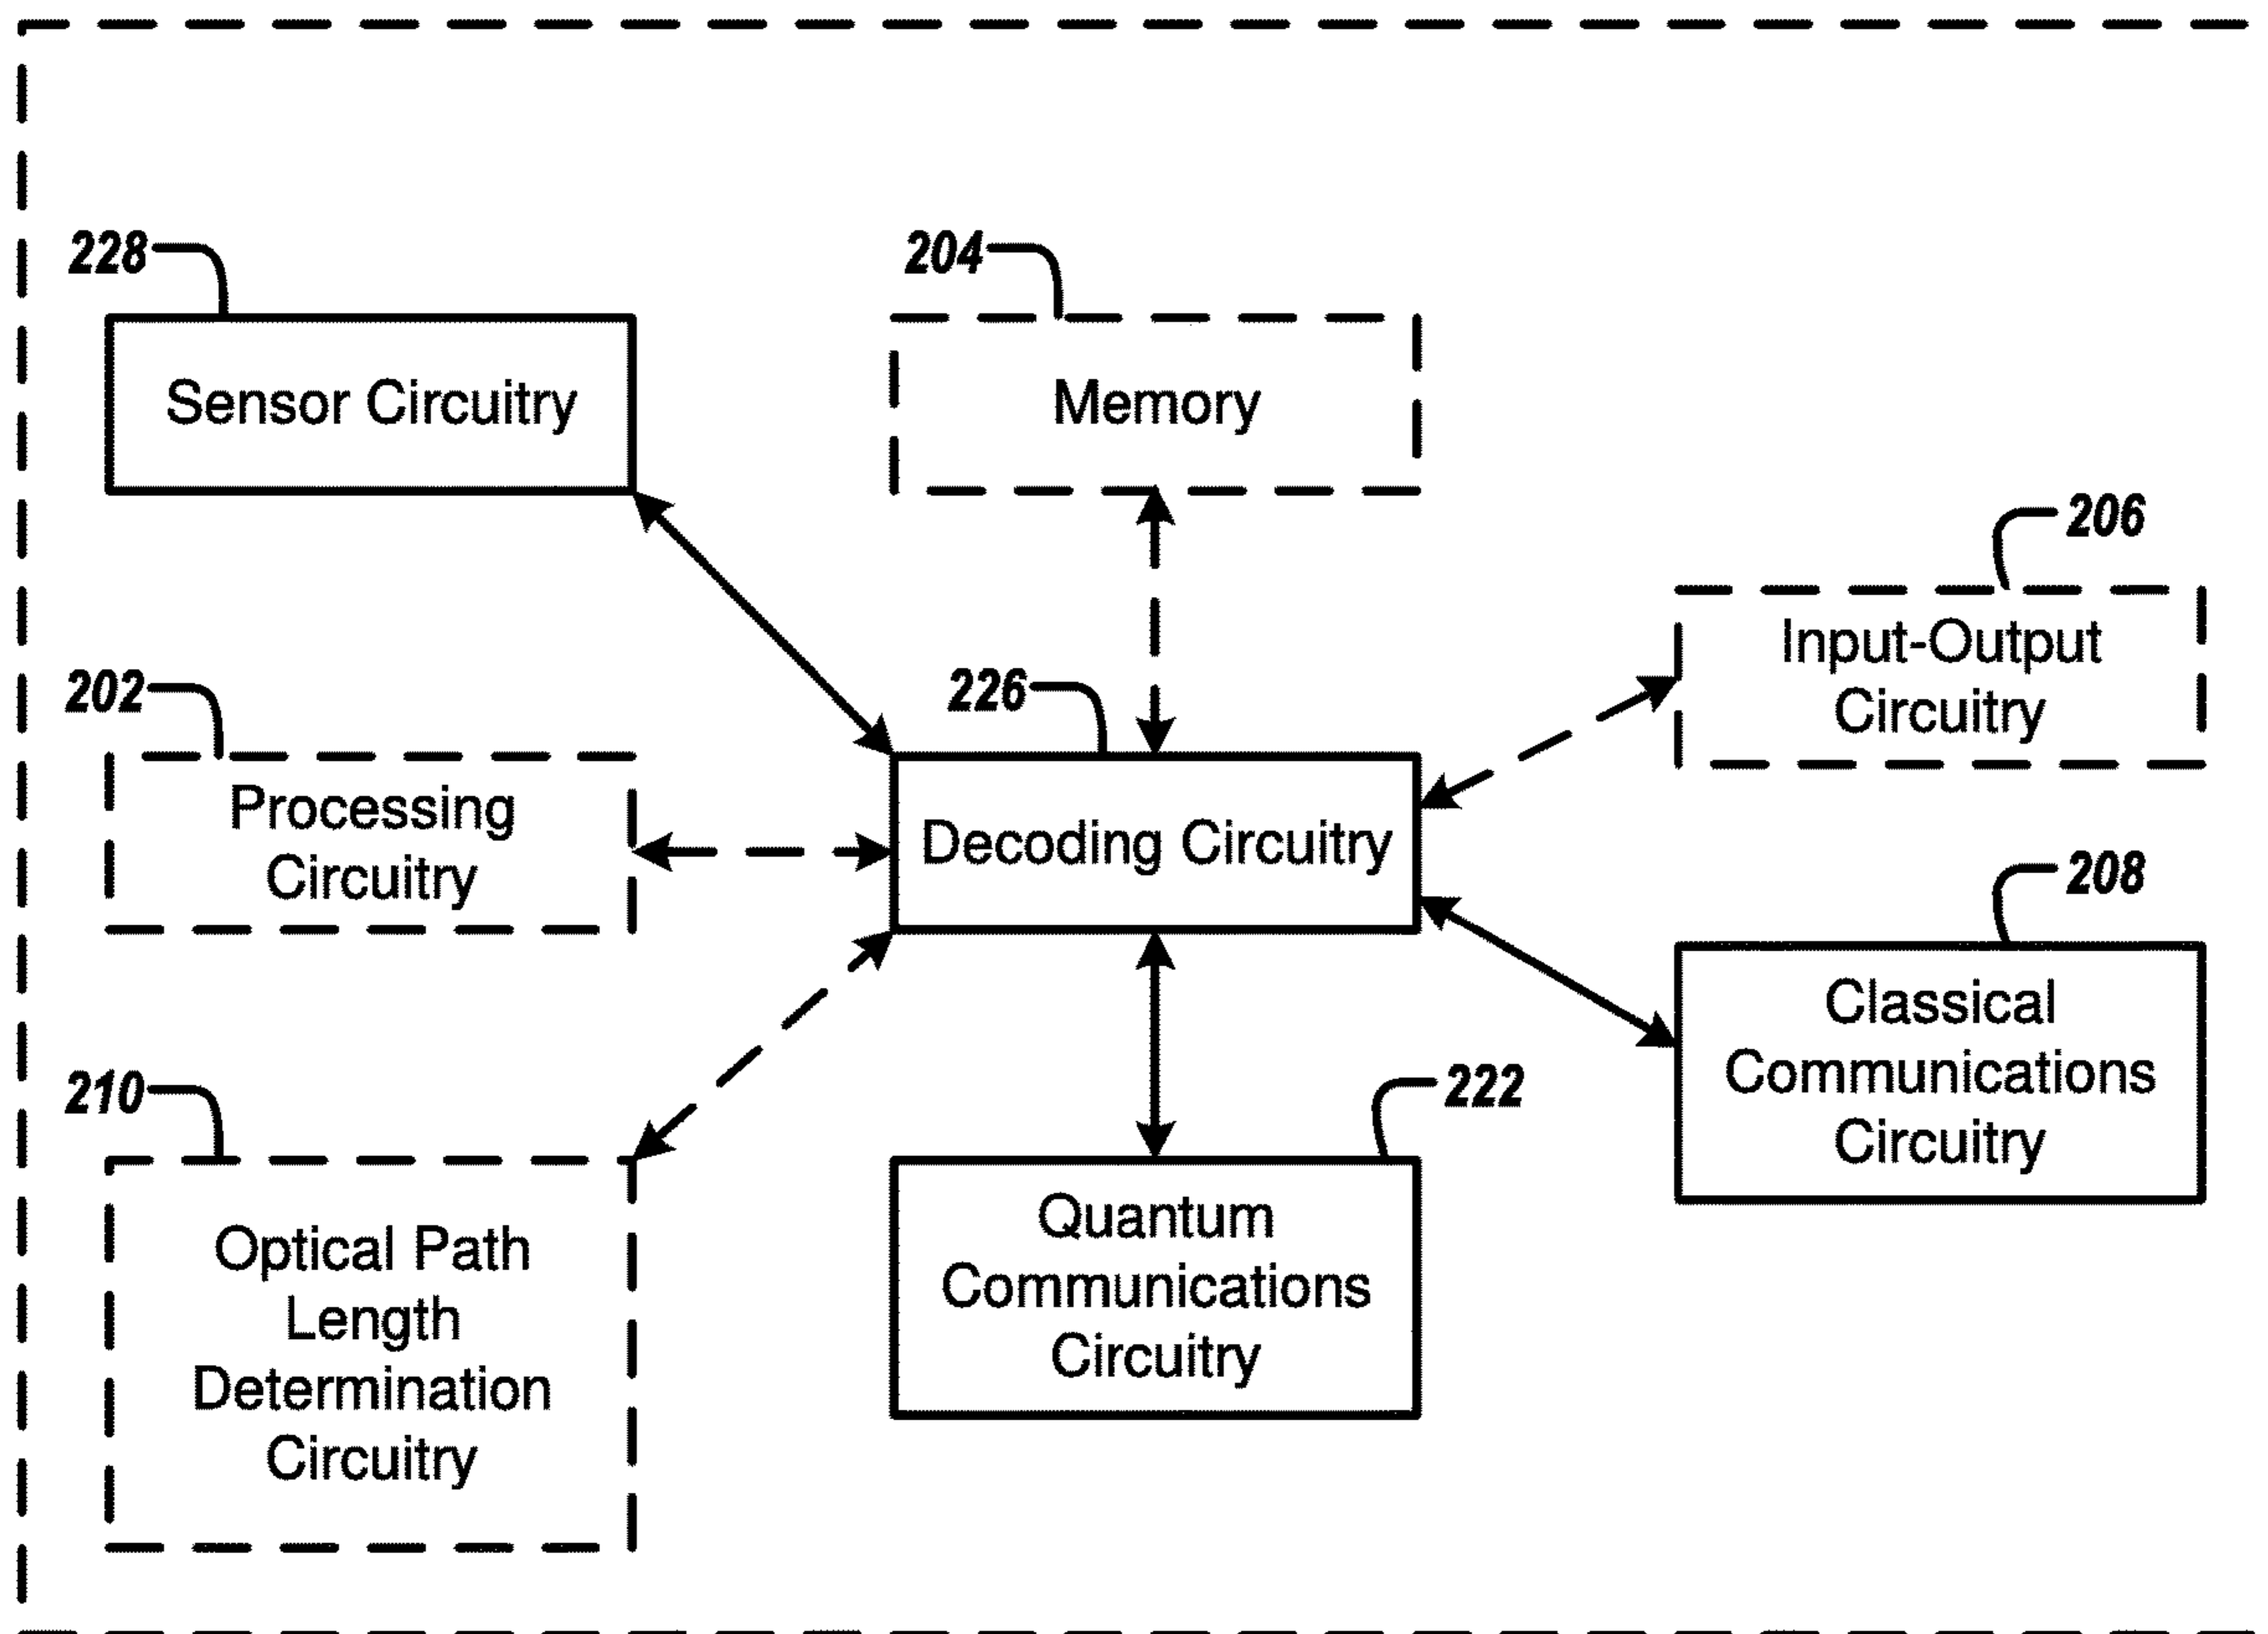 228
Sensor Circuitry
204
Memory
206
Input-Output
Circuitry
202
Processing
Circuitry
226
Decoding Circuitry
208
Classical
Communications
Circuitry
210
Optical Path
Length
Determination
Circuitry
222
Quantum
Communications
Circuitry